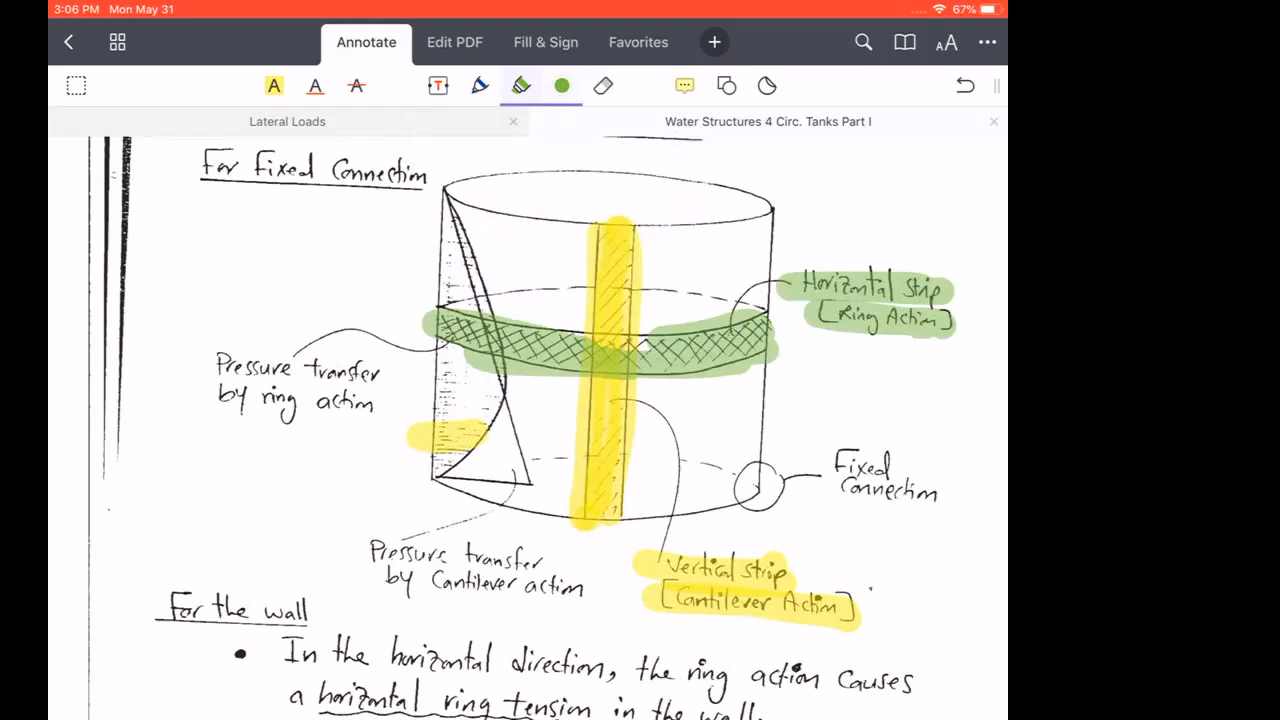 3:06 PM Mon May 31
67%
Annotate
Edit PDF
Fill & Sign
Favorites
AA
A A A T
Lateral Loads
Water Structures 4 Circ. Tanks Part I
For Fixed Connection
Horizontal Strip
[Ring Action]
Pressure transfer
by ring action
Fixed
Connection
Pressure transfer
by Cantilever action
Vertical Strip
[Cantilever Action]
For the wall
• In the horizontal direction, the ring action causes
a horizontal ring tension in the wall.